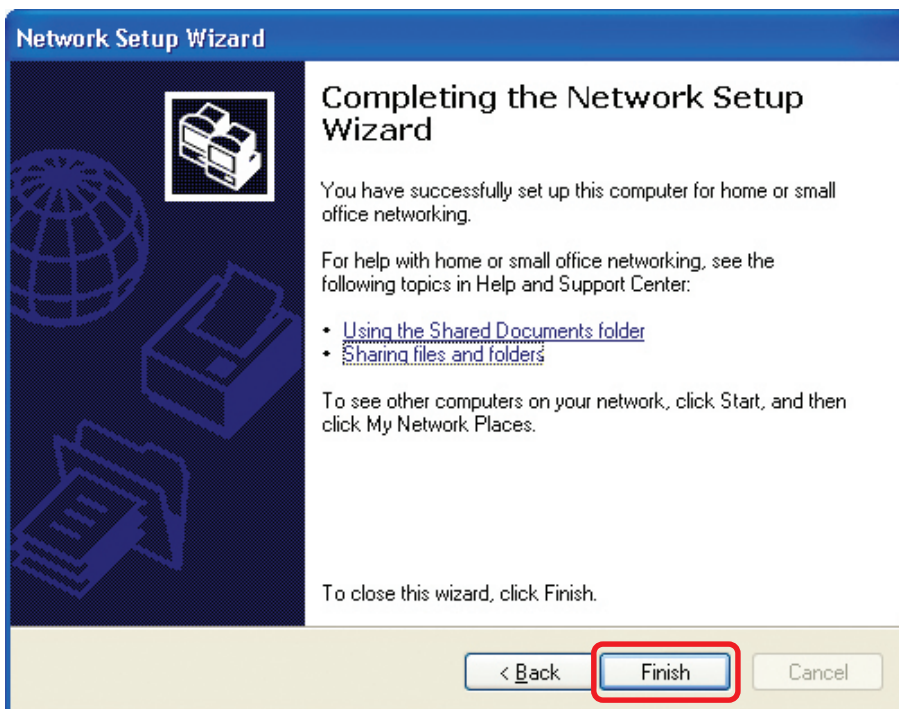 Network Setup Wizard
Completing the Network Setup
Wizard
You have successfully set up this computer for home or small
office networking.
For help with home or small office networking, see the
following topics in Help and Support Center:
• Using the Shared Documents folder
• Sharing files and folders
To see other computers on your network, click Start, and then
click My Network Places.
To close this wizard, click Finish.
< Back
Finish
Cancel